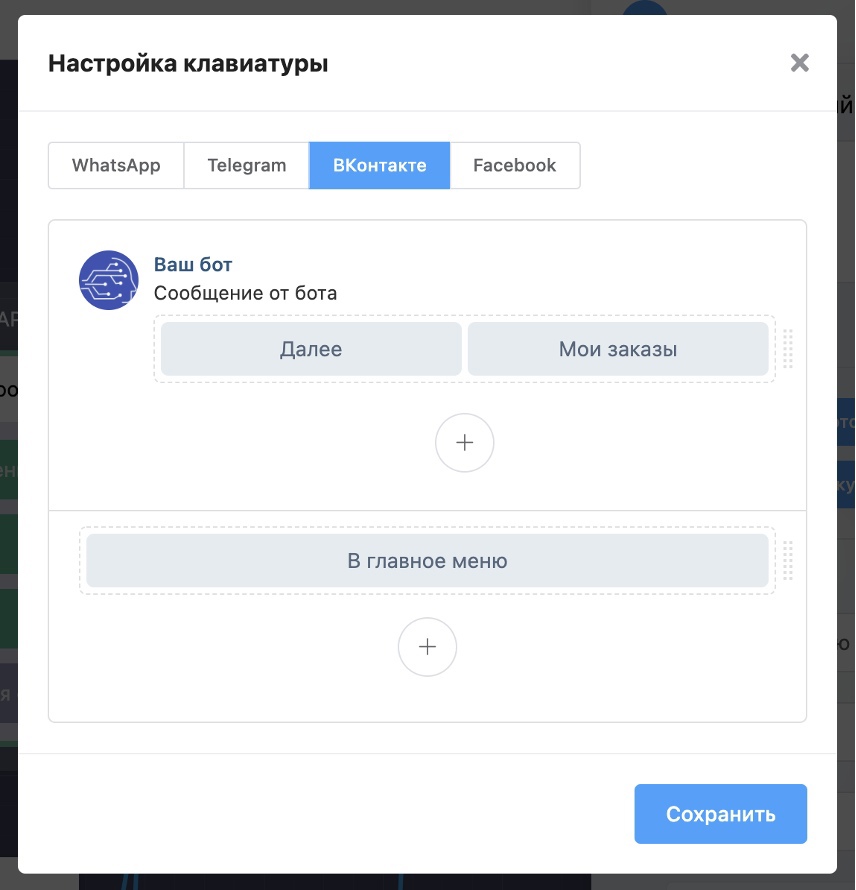 Настройка клавиатуры
WhatsApp
Telegram
ВКонтакте
Facebook
Ваш бот
Сообщение от бота
Далее
Мои заказы
В главное меню
Сохранить